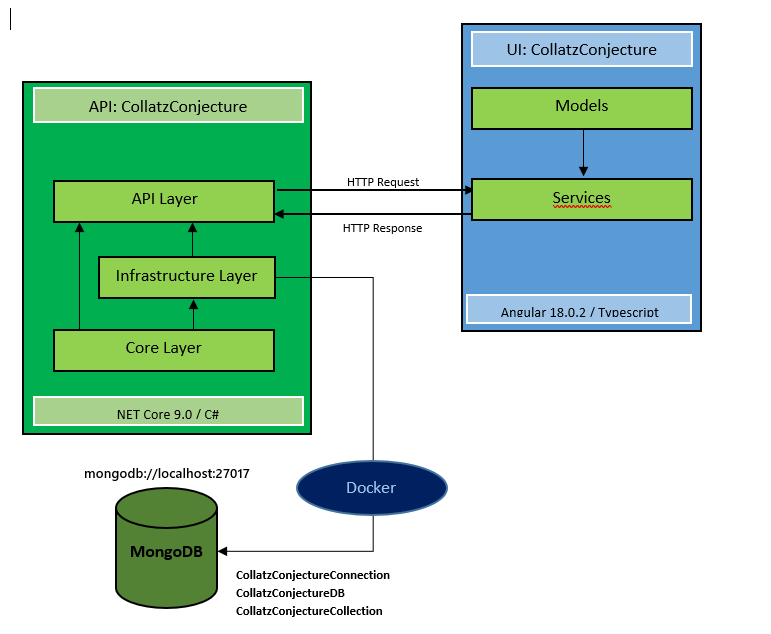 API: CollatzConjecture
API Layer
Infrastructure Layer
Core Layer
NET Core 9.0 / C#
HTTP Request
HTTP Response
UI: CollatzConjecture
Models
Services
Angular 18.0.2 / Typescript
Docker
mongodb://localhost:27017
MongoDB
CollatzConjectureConnection
CollatzConjectureDB
CollatzConjectureCollection